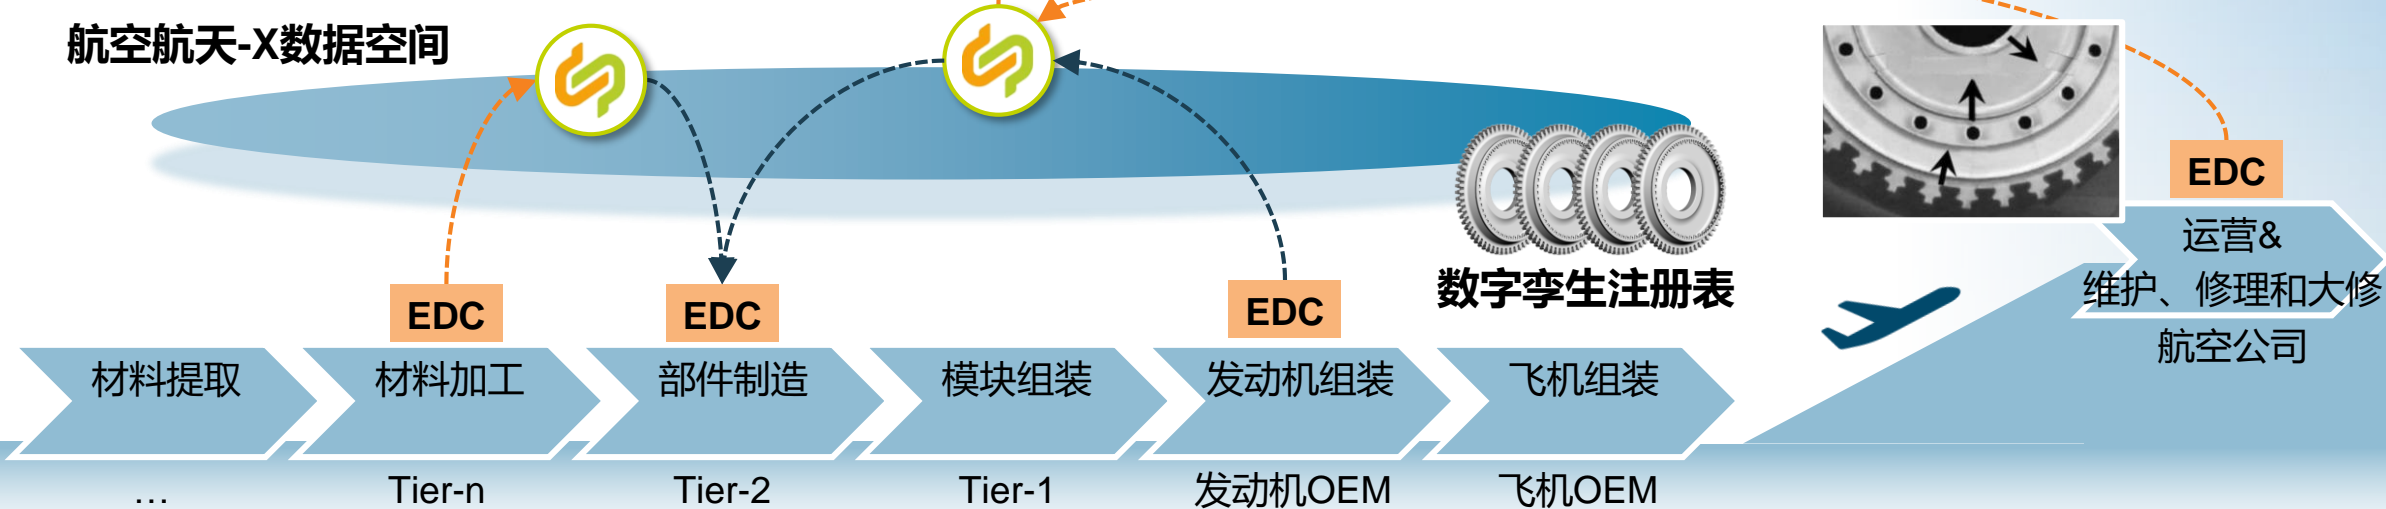 航空航天-X数据空间
EDC
运营&
维护、修理和大修
航空公司
数字孪生注册表
EDC
EDC
EDC
材料提取
材料加工
部件制造
模块组装
发动机组装
飞机组装
…
Tier-n
Tier-2
Tier-1
发动机OEM
飞机OEM